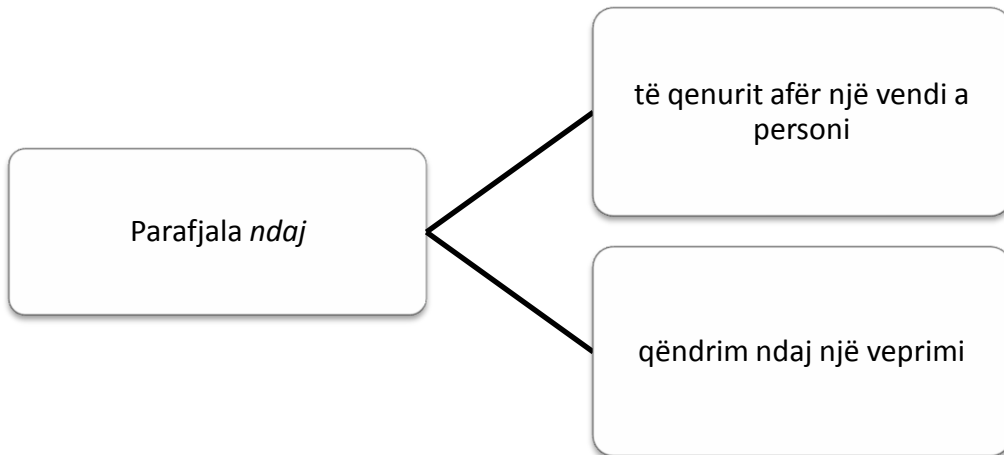 Parafjala ndaj
të qenurit afër një vendi a
personi
qëndrim ndaj një veprimi